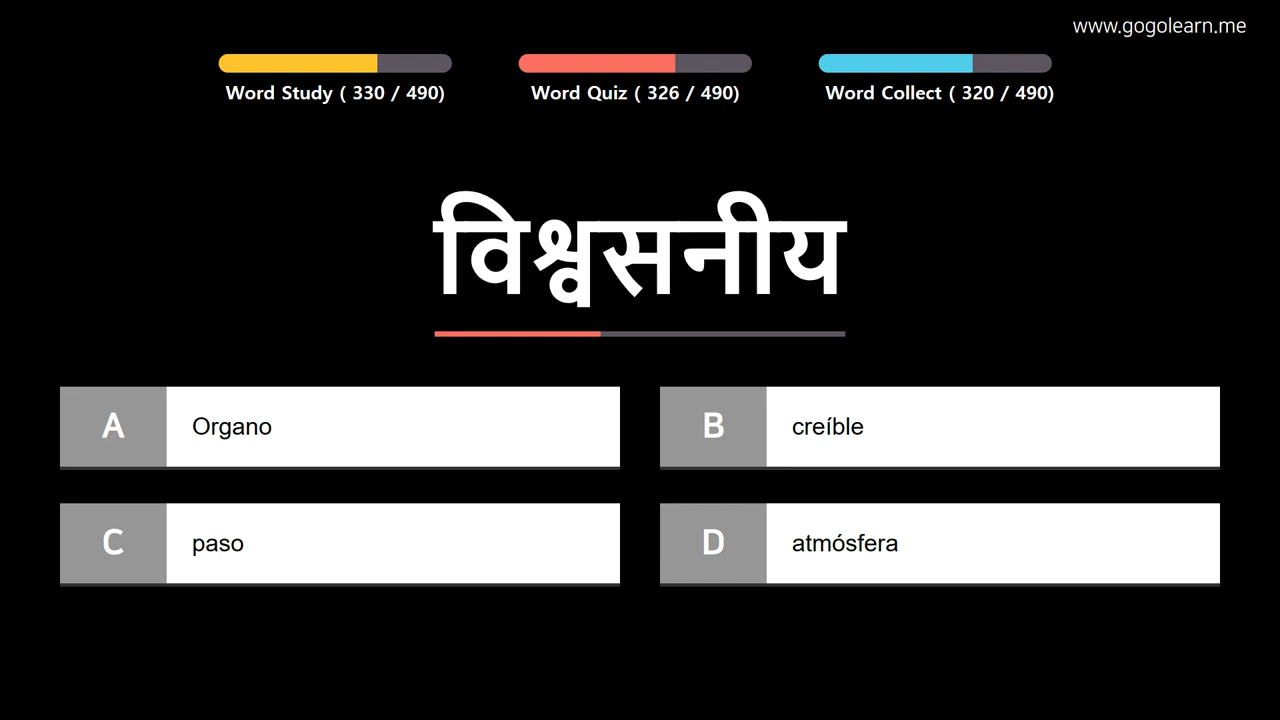 www.gogolearn.me
Word Study ( 330 / 490)
Word Quiz ( 326 / 490)
Word Collect ( 320 / 490)
विश्वसनीय
A Organo
B creíble
C paso
D atmósfera